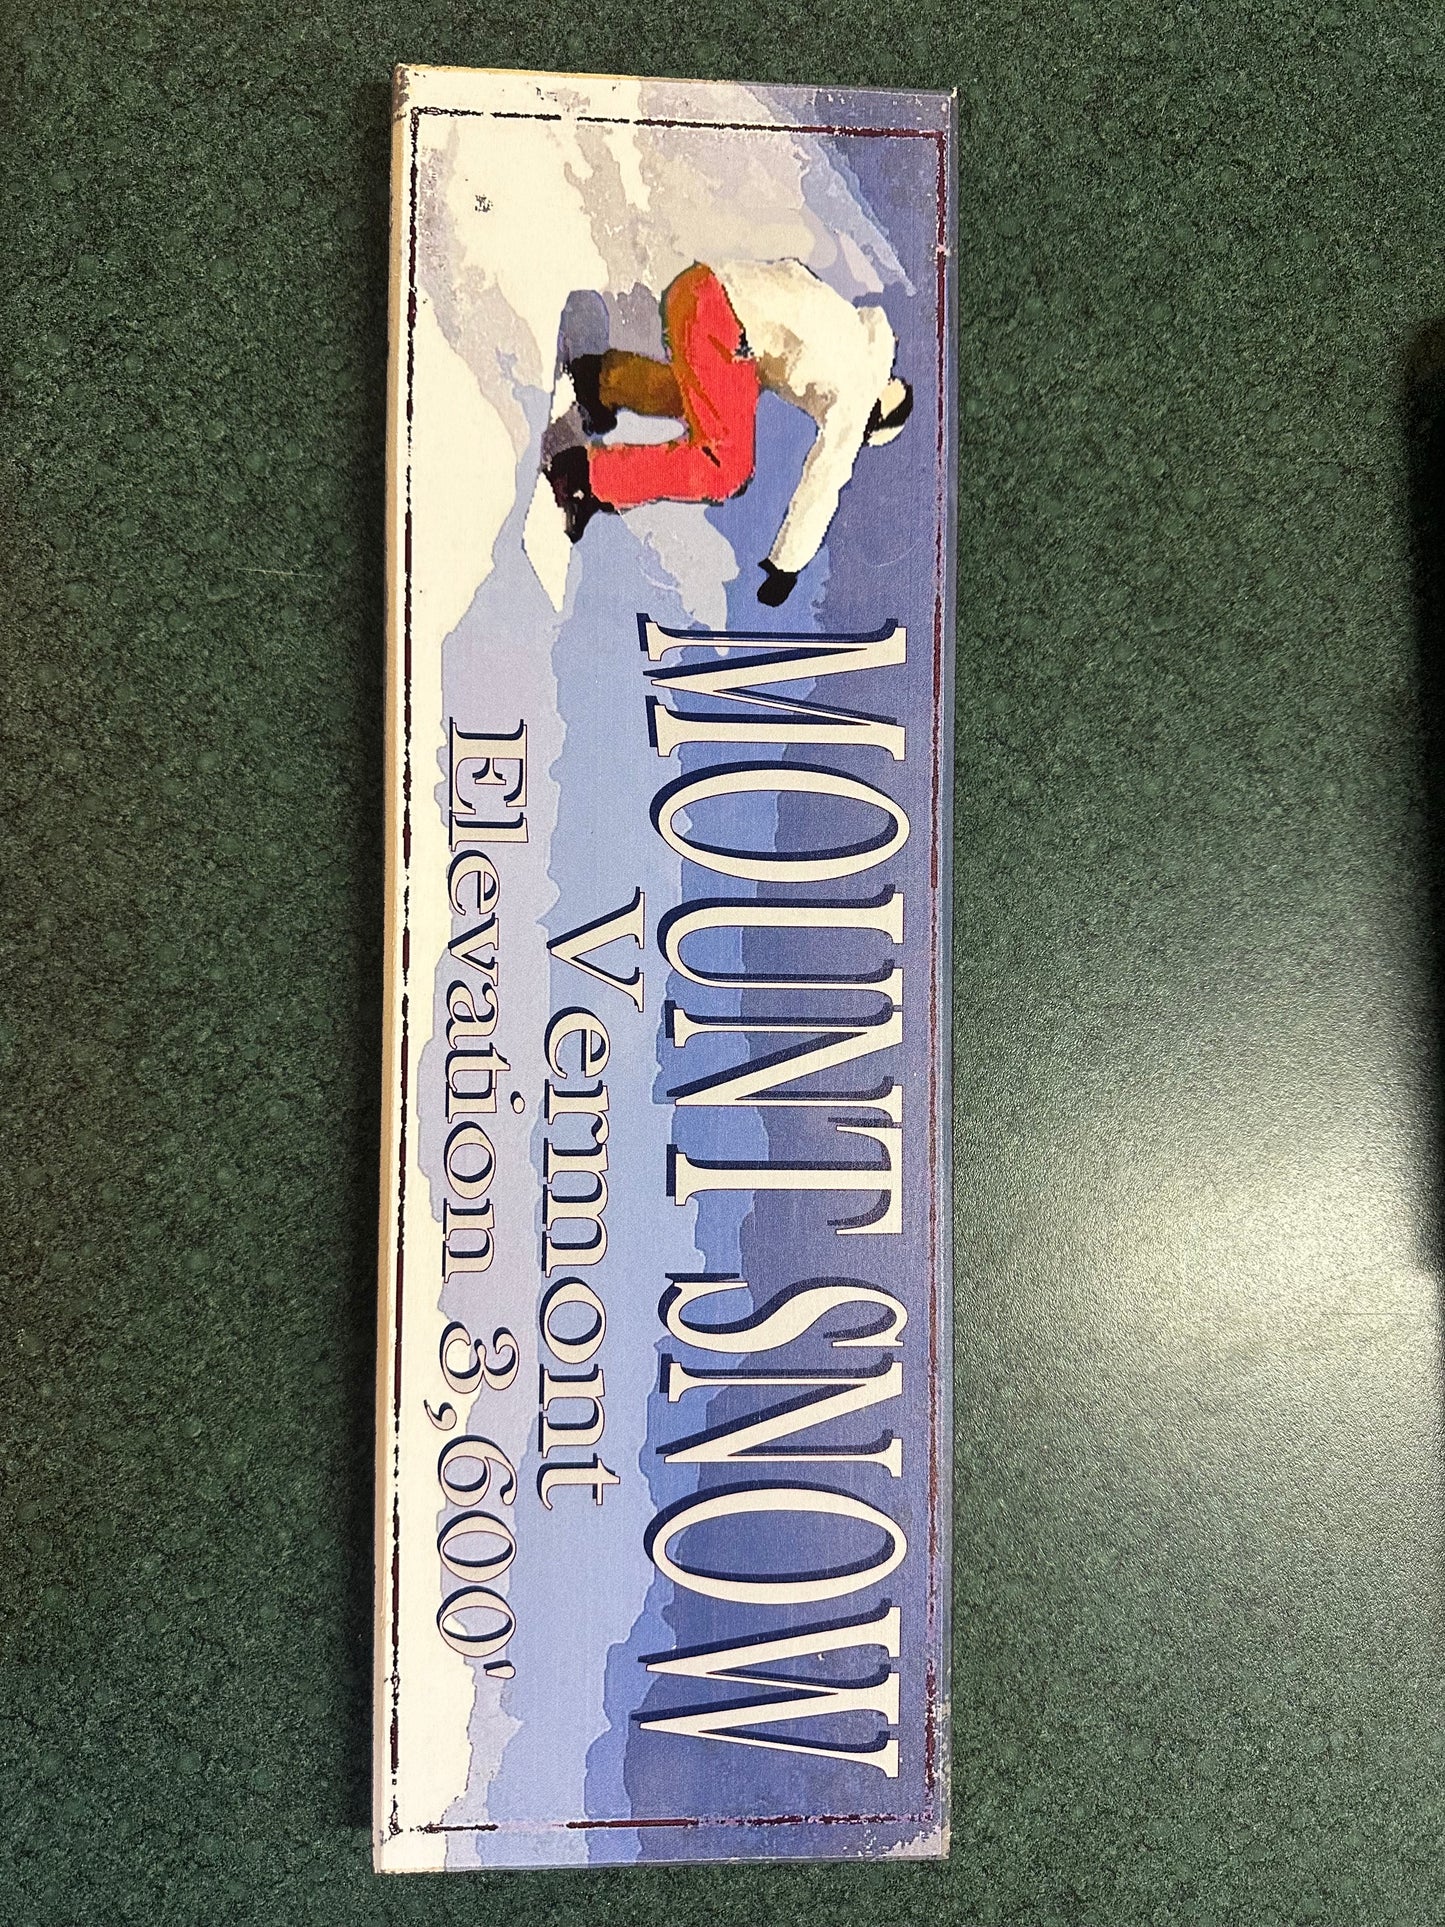 MOUNT SNOW
Vermont
Elevation 3,600'